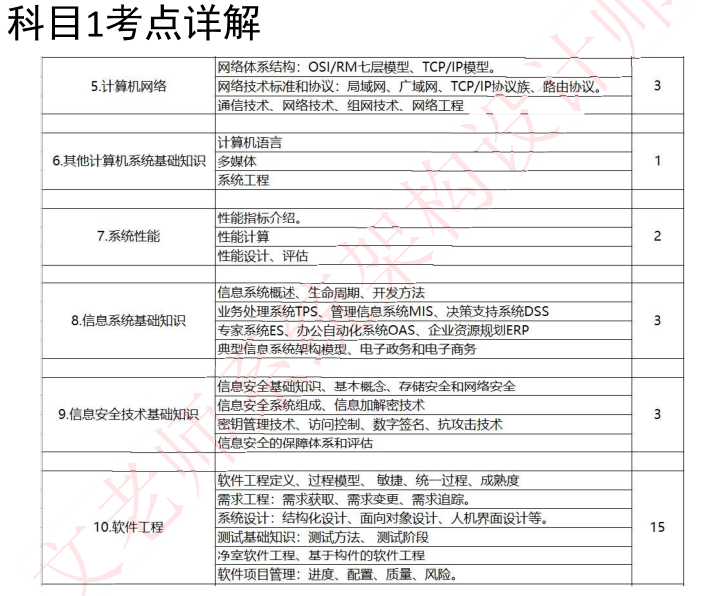 科目1考点详解
5.计算机网络
网络体系结构：OSI/RM七层模型、TCP/IP模型。
网络技术标准和协议：局域网、广域网、TCP/IP协议族、路由协议。
通信技术、网络技术、组网技术、网络工程
3
6.其他计算机系统基础知识
计算机语言
多媒体
系统工程
1
7.系统性能
性能指标介绍。
性能计算
性能设计、评估
2
8.信息系统基础知识
信息系统概述、生命周期、开发方法
业务处理系统TPS、管理信息系统MIS、决策支持系统DSS
专家系统ES、办公自动化系统OAS、企业资源规划ERP
典型信息系统架构模型、电子政务和电子商务
3
9.信息安全技术基础知识
信息安全基础知识、基本概念、存储安全和网络安全
信息安全系统组成、信息加解密技术
密钥管理技术、访问控制、数字签名、抗攻击技术
信息安全的保障体系和评估
3
10.软件工程
软件工程定义、过程模型、 敏捷、统一过程、成熟度
需求工程：需求获取、需求变更、需求追踪。
系统设计：结构化设计、面向对象设计、人机界面设计等。
测试基础知识：测试方法、 测试阶段
净室软件工程、基于构件的软件工程
软件项目管理：进度、配置、质量、风险。
15
文老师系统架构设计师